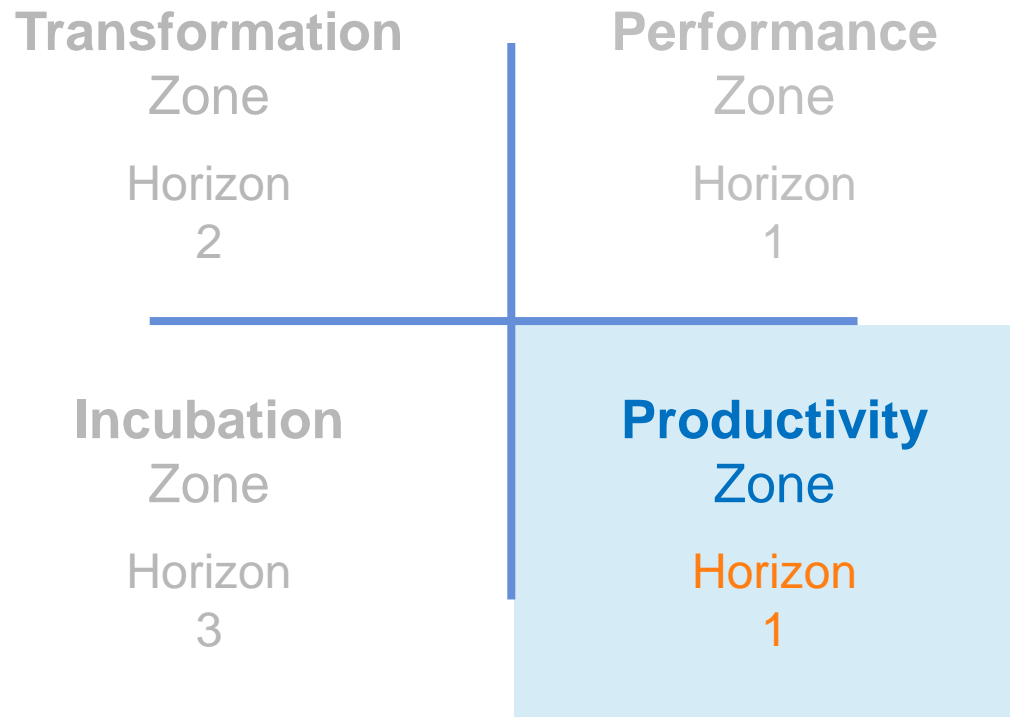 Transformation
Zone
Horizon
2
Performance
Zone
Horizon
1
Incubation
Zone
Horizon
3
Productivity
Zone
Horizon
1